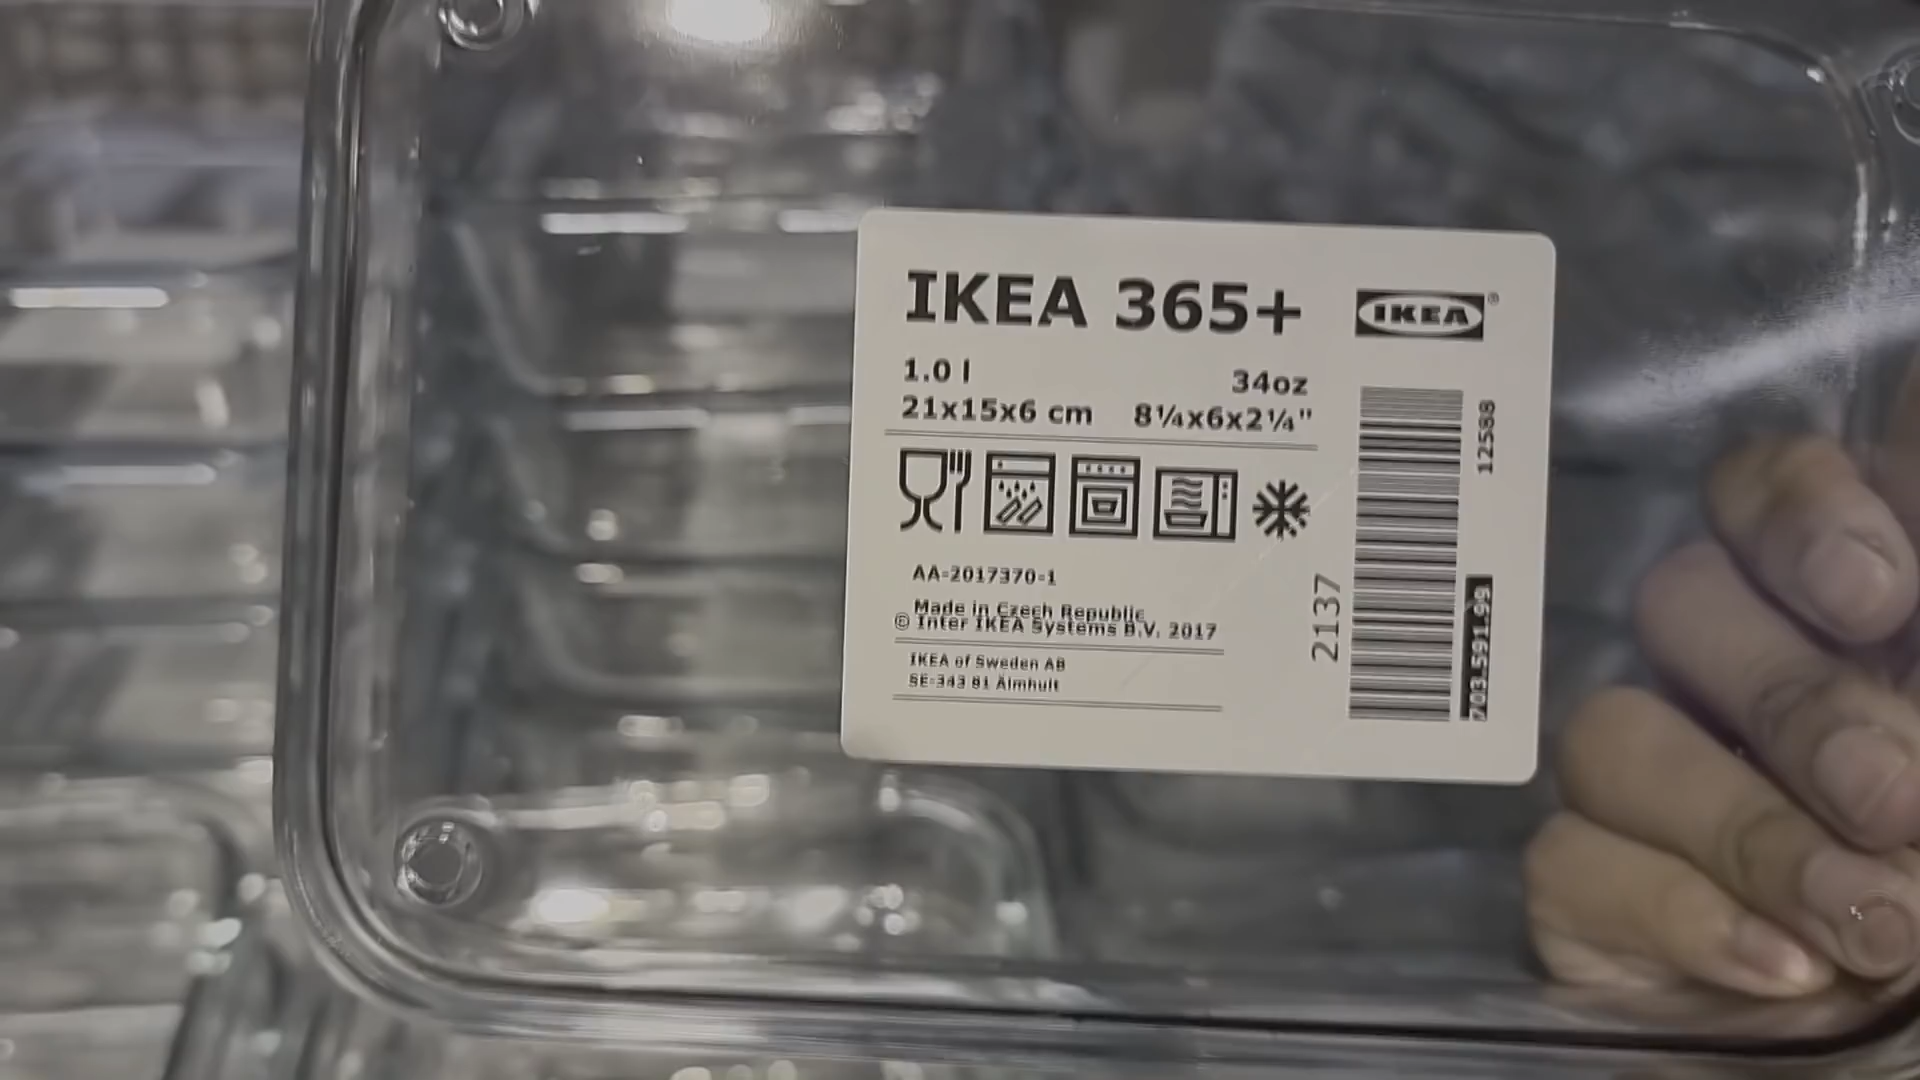 IKEA 365+
IKEA®
1.0 l 34oz
21x15x6 cm 8¼x6x2¼"
12588
AA-2017370-1
Made in Czech Republic
© Inter IKEA Systems B.V. 2017
2137
703.591.99
IKEA of Sweden AB
SE-343 81 Älmhult